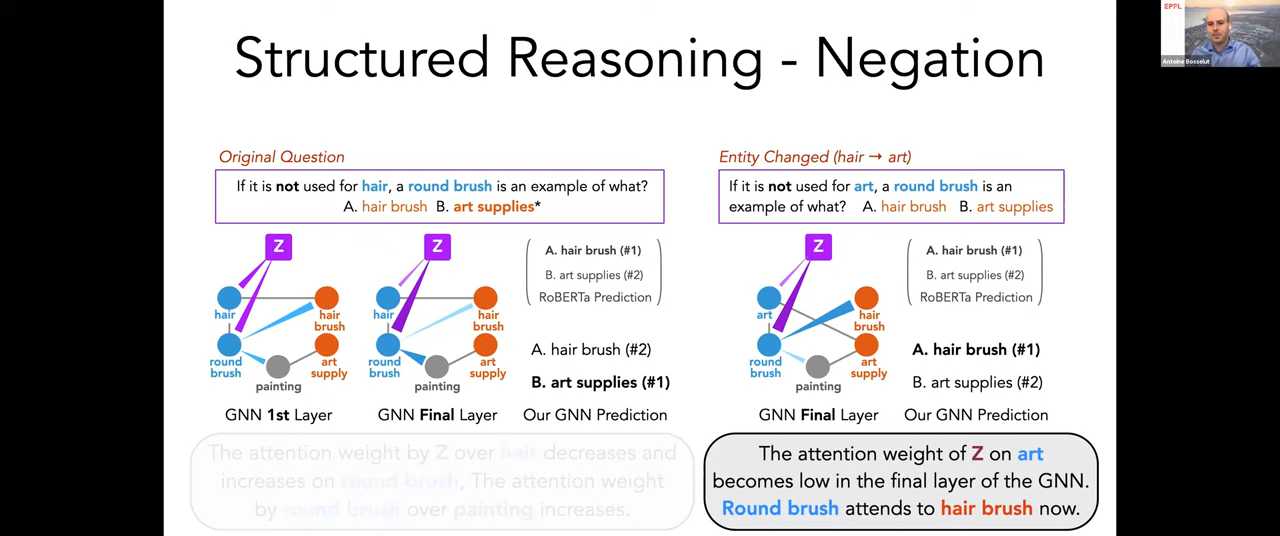 Structured Reasoning - Negation
EPFL
Antoine Bosselut
Original Question
If it is not used for hair, a round brush is an example of what?
A. hair brush B. art supplies*
Z
hair
hair
brush
round
brush
art
supply
painting
GNN 1st Layer
Z
hair
hair
brush
round
brush
art
supply
painting
GNN Final Layer
A. hair brush (#1)
B. art supplies (#2)
RoBERTa Prediction
A. hair brush (#2)
B. art supplies (#1)
Our GNN Prediction
The attention weight by Z over hair decreases and
increases on round brush, The attention weight
by round brush over painting increases.
Entity Changed (hair → art)
If it is not used for art, a round brush is an
example of what? A. hair brush B. art supplies
Z
art
hair
brush
round
brush
art
supply
painting
GNN Final Layer
A. hair brush (#1)
B. art supplies (#2)
RoBERTa Prediction
A. hair brush (#1)
B. art supplies (#2)
Our GNN Prediction
The attention weight of Z on art
becomes low in the final layer of the GNN.
Round brush attends to hair brush now.